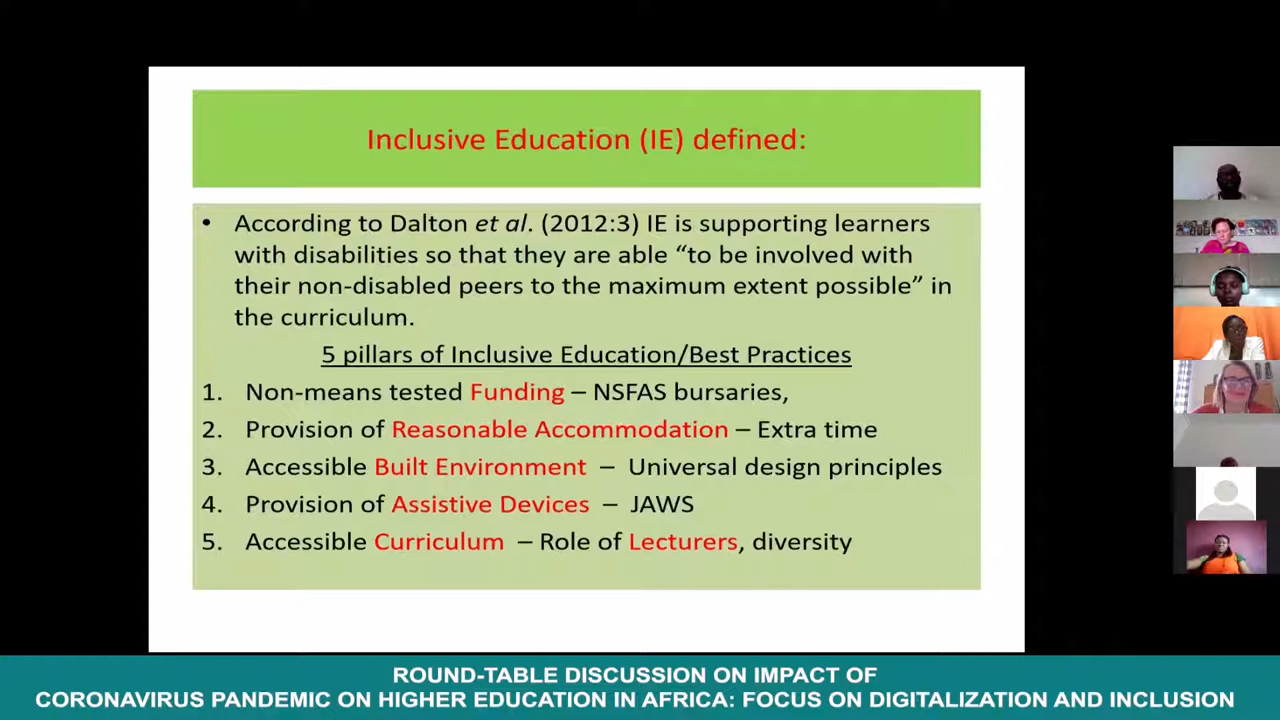 Inclusive Education (IE) defined:
• According to Dalton et al. (2012:3) IE is supporting learners
with disabilities so that they are able “to be involved with
their non-disabled peers to the maximum extent possible” in
the curriculum.
5 pillars of Inclusive Education/Best Practices
1. Non-means tested Funding – NSFAS bursaries,
2. Provision of Reasonable Accommodation – Extra time
3. Accessible Built Environment – Universal design principles
4. Provision of Assistive Devices – JAWS
5. Accessible Curriculum – Role of Lecturers, diversity
ROUND-TABLE DISCUSSION ON IMPACT OF
CORONAVIRUS PANDEMIC ON HIGHER EDUCATION IN AFRICA: FOCUS ON DIGITALIZATION AND INCLUSION